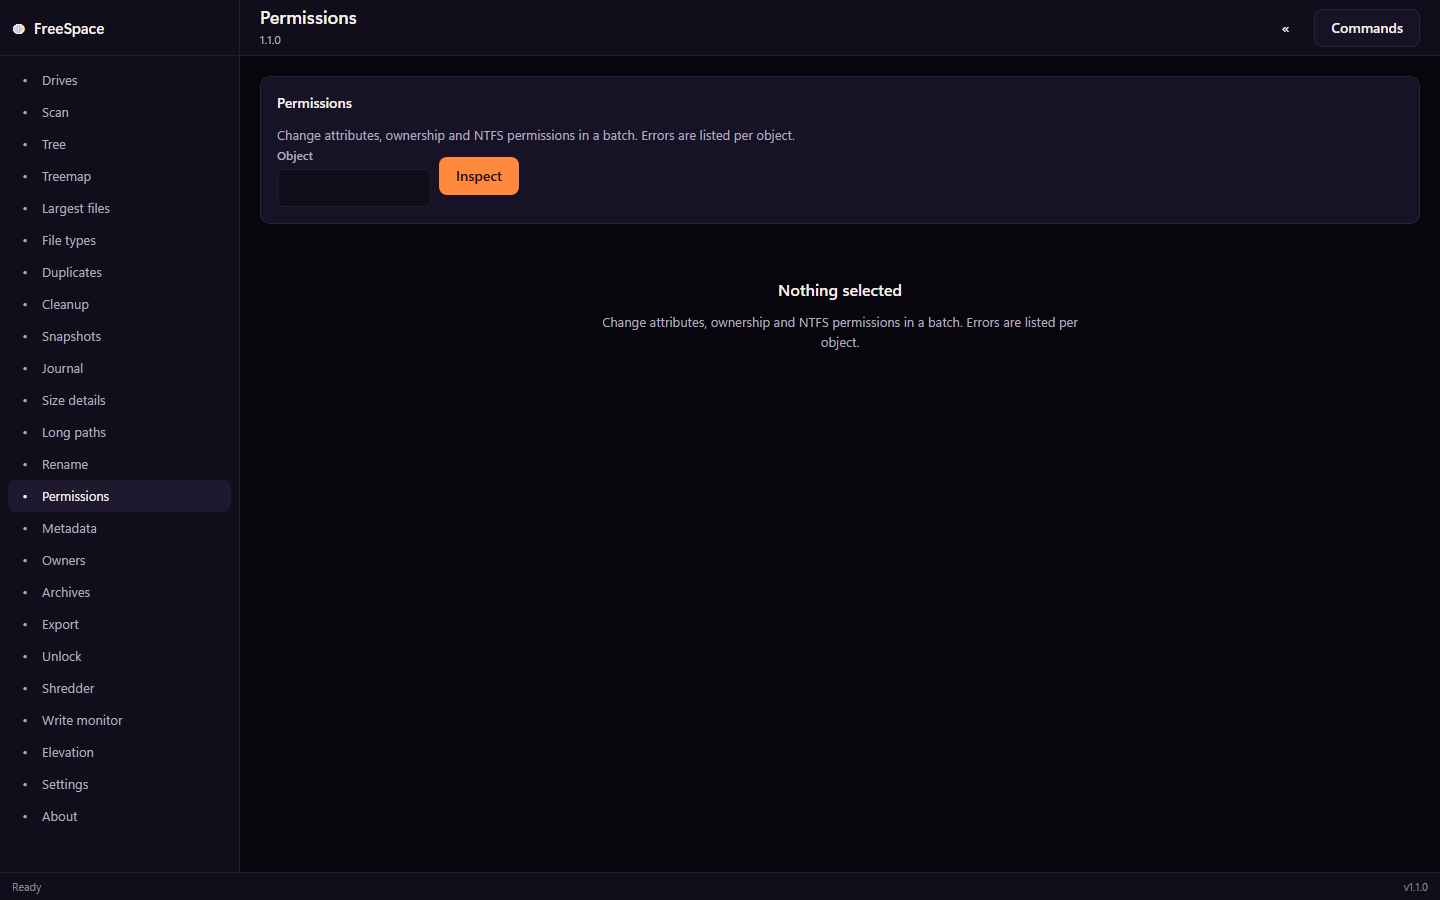 FreeSpace
Permissions
1.1.0
«
Commands
• Drives
• Scan
• Tree
• Treemap
• Largest files
• File types
• Duplicates
• Cleanup
• Snapshots
• Journal
• Size details
• Long paths
• Rename
• Permissions
• Metadata
• Owners
• Archives
• Export
• Unlock
• Shredder
• Write monitor
• Elevation
• Settings
• About
Permissions
Change attributes, ownership and NTFS permissions in a batch. Errors are listed per object.
Object
Inspect
Nothing selected
Change attributes, ownership and NTFS permissions in a batch. Errors are listed per
object.
Ready
v1.1.0